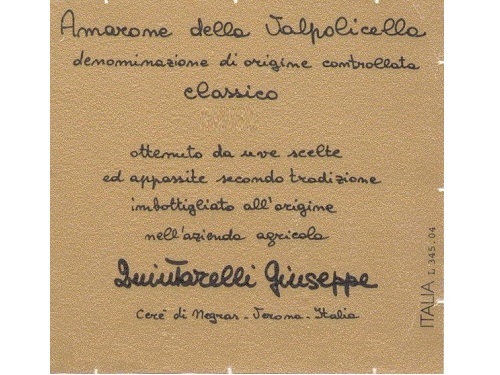 Amarone della Valpolicella
denominazione di origine controllata
classico
ottenuto da uve scelte
ed appassite secondo tradizione
imbottigliato all'origine
nell'azienda agricola
Quintarelli Giuseppe
Cerè di Negrar - Verona - Italia
ITALIA L 345 04